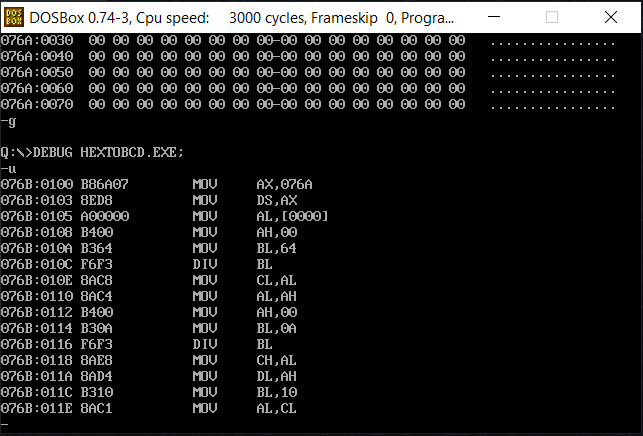 DOS BOX DOSBox 0.74-3, Cpu speed: 3000 cycles, Frameskip 0, Progra...
076A:0030 00 00 00 00 00 00 00 00-00 00 00 00 00 00 00 00 ................
076A:0040 00 00 00 00 00 00 00 00-00 00 00 00 00 00 00 00 ................
076A:0050 00 00 00 00 00 00 00 00-00 00 00 00 00 00 00 00 ................
076A:0060 00 00 00 00 00 00 00 00-00 00 00 00 00 00 00 00 ................
076A:0070 00 00 00 00 00 00 00 00-00 00 00 00 00 00 00 00 ................
-g
Q:\>DEBUG HEXTOBCD.EXE;
-u
076B:0100 B86A07 MOV AX,076A
076B:0103 8ED8 MOV DS,AX
076B:0105 A00000 MOV AL,[0000]
076B:0108 B400 MOV AH,00
076B:010A B364 MOV BL,64
076B:010C F6F3 DIV BL
076B:010E 8AC8 MOV CL,AL
076B:0110 8AC4 MOV AL,AH
076B:0112 B400 MOV AH,00
076B:0114 B30A MOV BL,0A
076B:0116 F6F3 DIV BL
076B:0118 8AE8 MOV CH,AL
076B:011A 8AD4 MOV DL,AH
076B:011C B310 MOV BL,10
076B:011E 8AC1 MOV AL,CL
-